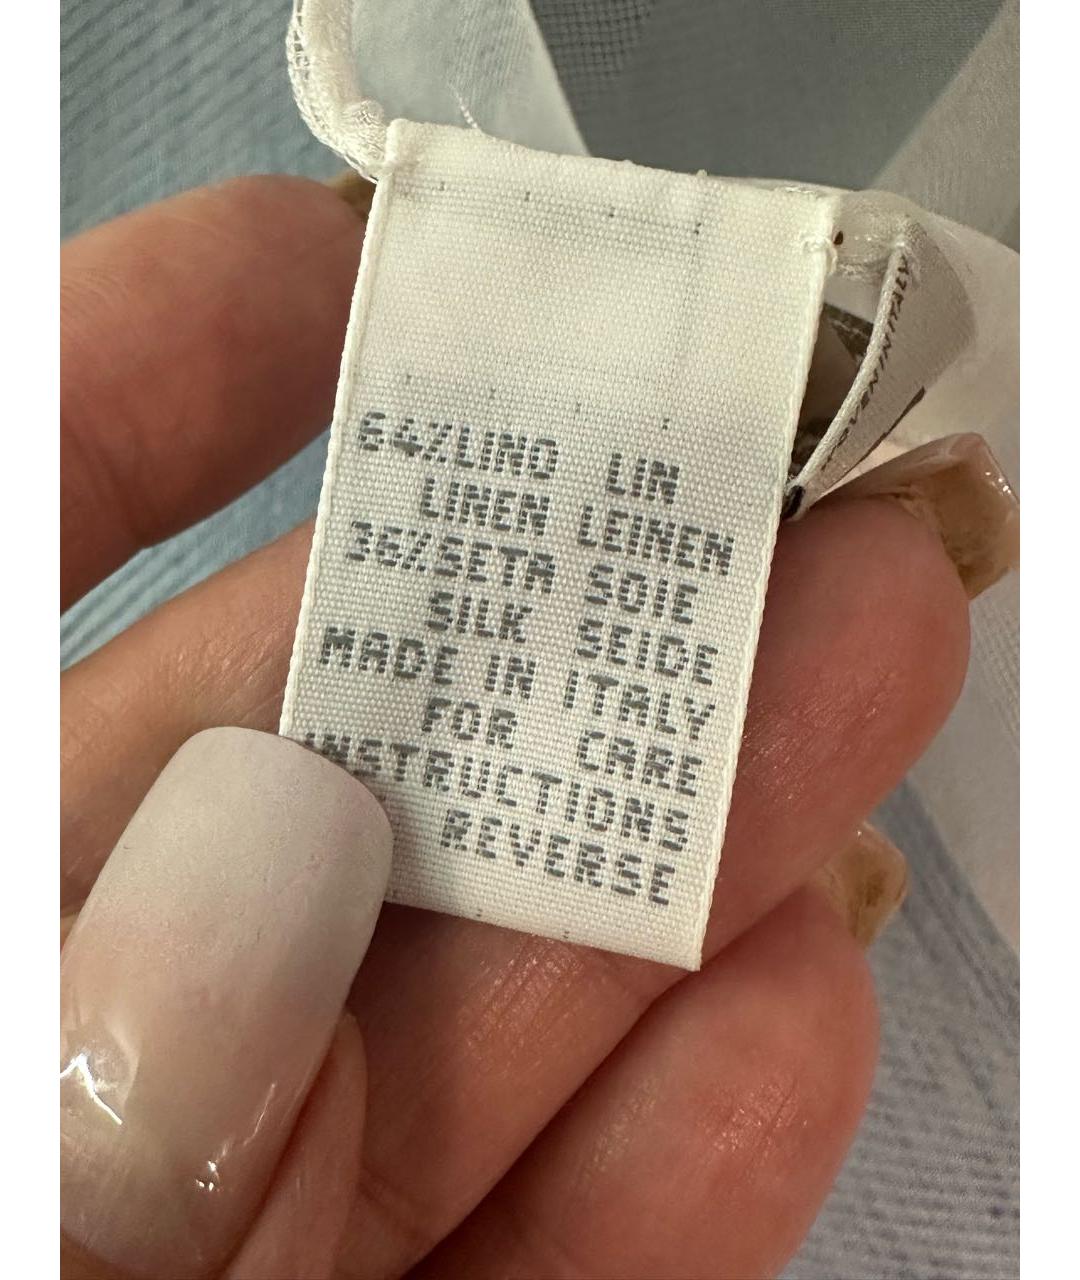 64%LINO LIN
LINEN LEINEN
36%SETA SOIE
SILK SEIDE
MADE IN ITALY
FOR CARE
INSTRUCTIONS
REVERSE